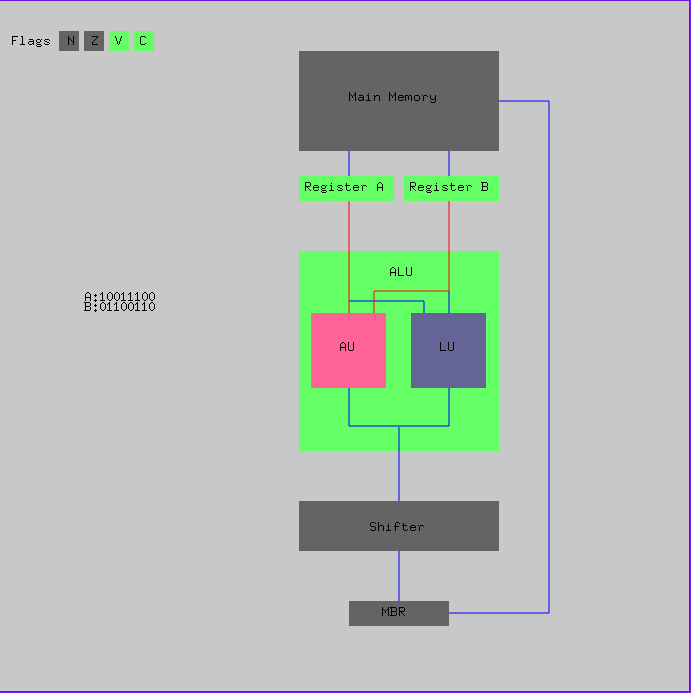 Flags N Z V C
Main Memory
Register A Register B
ALU
A:10011100
B:01100110
AU LU
Shifter
MBR